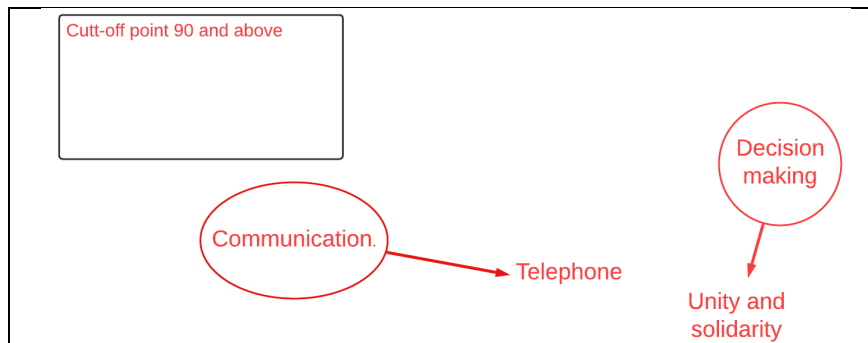 Cutt-off point 90 and above
Decision
making
Communication.
Telephone
Unity and
solidarity